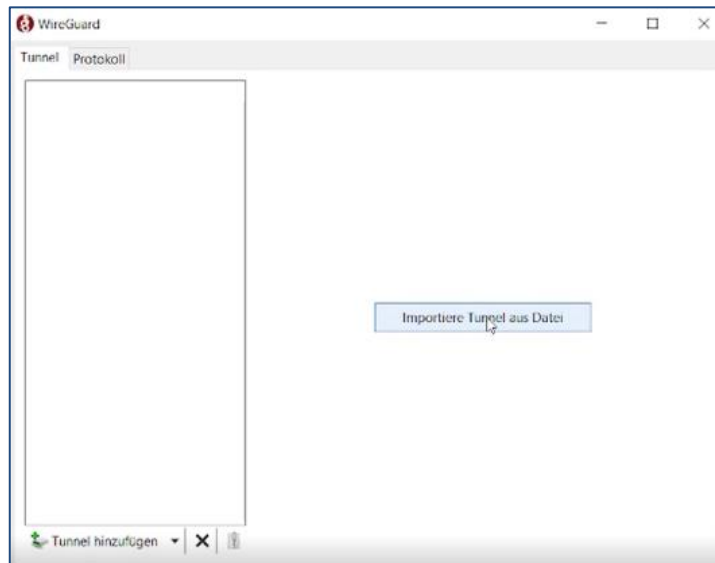 WireGuard
Tunnel Protokoll
Importiere Tunnel aus Datei
Tunnel hinzufügen